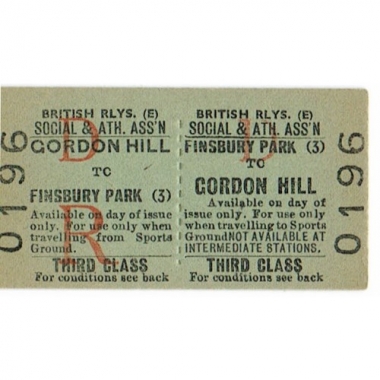 0196
BRITISH RLYS. (E)
SOCIAL & ATH. ASS'N
GORDON HILL
TO
FINSBURY PARK (3)
Available on day of issue
only. For use only when
travelling from Sports
Ground.
THIRD CLASS
For conditions see back
D
R
BRITISH RLYS. (E)
SOCIAL & ATH. ASS'N
FINSBURY PARK (3)
TO
GORDON HILL
Available on day of
issue only. For use only
when travelling to Sports
Ground NOT AVAILABLE AT
INTERMEDIATE STATIONS.
THIRD CLASS
For conditions see back
0196